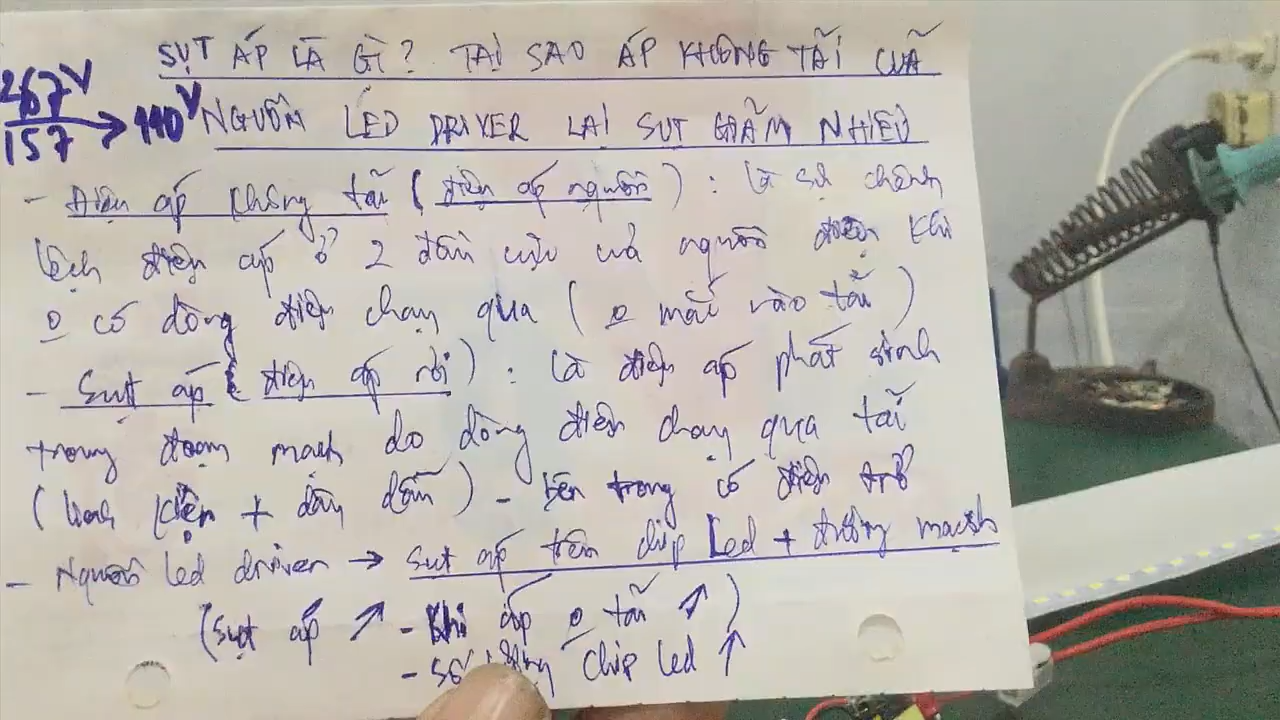 SỤT ÁP LÀ GÌ? TẠI SAO ÁP KHÔNG TẢI CỦA
267V
157 → 110V
NGUỒN LED DRIVER LẠI SỤT GIẢM NHIỀU
- Điện áp không tải (điện áp nguồn): là sự chênh
lệch điện áp ở 2 đầu cực của nguồn điện khi
0 có dòng điện chạy qua (0 mắc vào tải)
- Sụt áp (điện áp rơi): là điện áp phát sinh
trong đoạn mạch do dòng điện chạy qua tải
(linh kiện + dây dẫn) - bên trong có điện trở
- Nguồn led driver → sụt áp trên chip Led + đường mạch
(Sụt áp ↗ - Khi áp 0 tải ↗)
- Số lượng chip led ↗